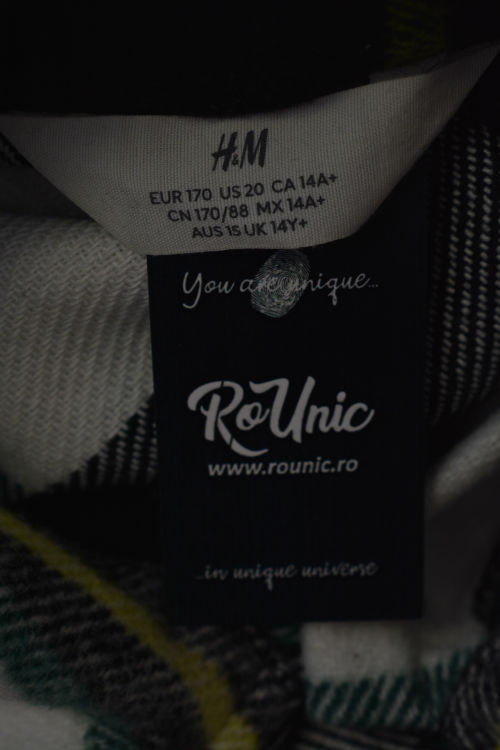 H&M
EUR 170 US 20 CA 14A+
CN 170/88 MX 14A+
AUS 15 UK 14Y+
You are unique...
RoUnic
www.rounic.ro
...in unique universe